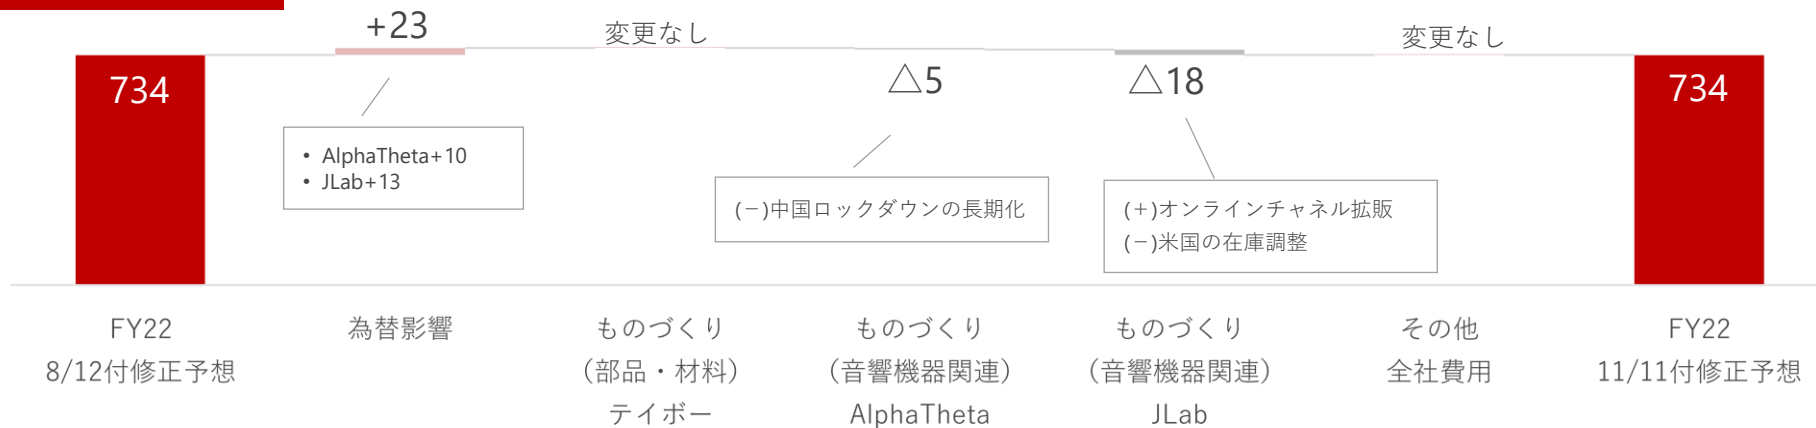 +23
変更なし
変更なし
734
△5
△18
734
• AlphaTheta+10
• JLab+13
(－)中国ロックダウンの長期化
(＋)オンラインチャネル拡販
(－)米国の在庫調整
FY22
8/12付修正予想
為替影響
ものづくり
(部品・材料)
テイボー
ものづくり
(音響機器関連)
AlphaTheta
ものづくり
(音響機器関連)
JLab
その他
全社費用
FY22
11/11付修正予想